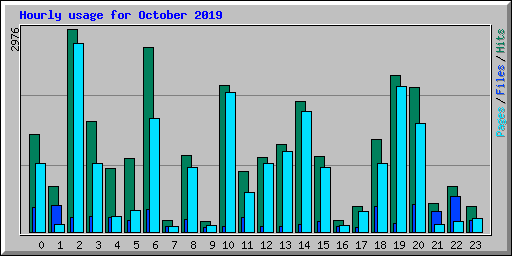 Hourly usage for October 2019
2976
Pages/Files/Hits
0 1 2 3 4 5 6 7 8 9 10 11 12 13 14 15 16 17 18 19 20 21 22 23